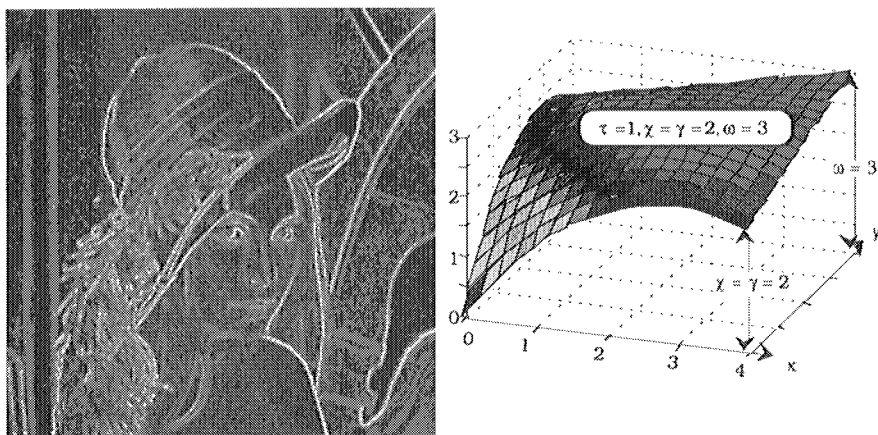 3
τ =1, χ = γ = 2, ω = 3
2
ω = 3
1
y
χ = γ = 2
0
0
1
2
3
4
x